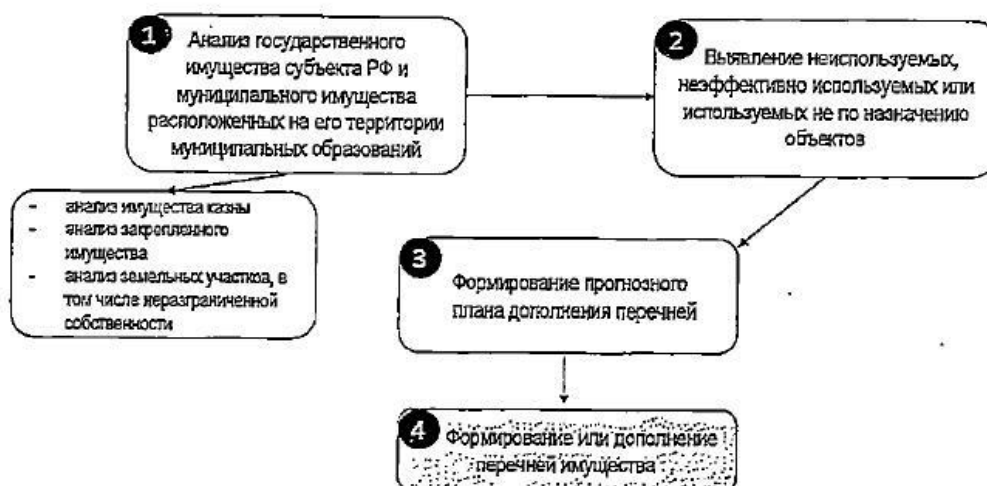 1
Анализ государственного
имущества субъекта РФ и
муниципального имущества
расположенных на его территории
муниципальных образований
2
Выявление неиспользуемых,
неэффективно используемых или
используемых не по назначению
объектов
- анализ имущества казны
- анализ закрепленного
имущества
- анализ земельных участков, в
том числе неразграниченной
собственности
3
Формирование прогнозного
плана дополнения перечней
4
Формирование или дополнение
перечней имущества